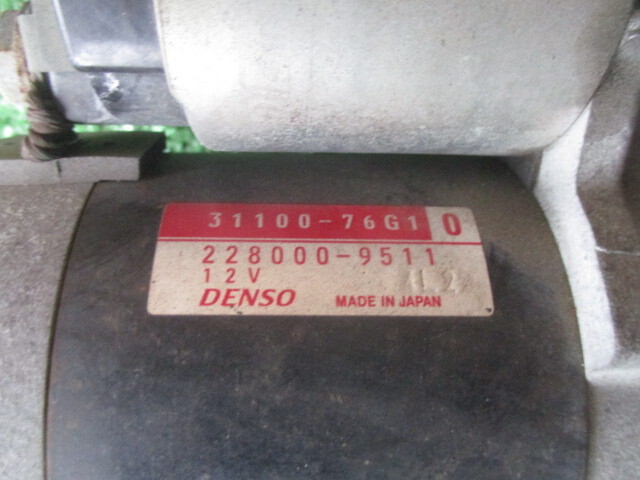 31100-76G1 0
228000-9511
12V
DENSO MADE IN JAPAN